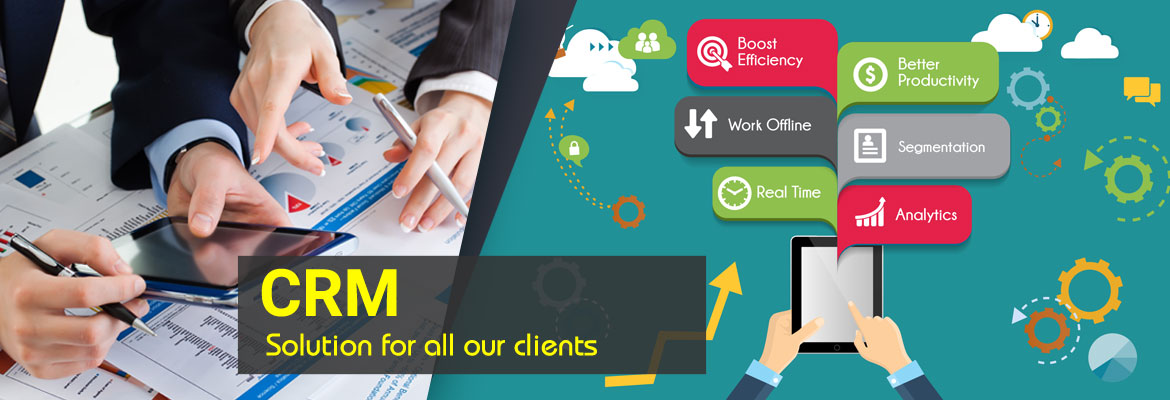 Boost
Efficiency
Better
Productivity
Work Offline
Segmentation
Real Time
Analytics
CRM
Solution for all our clients